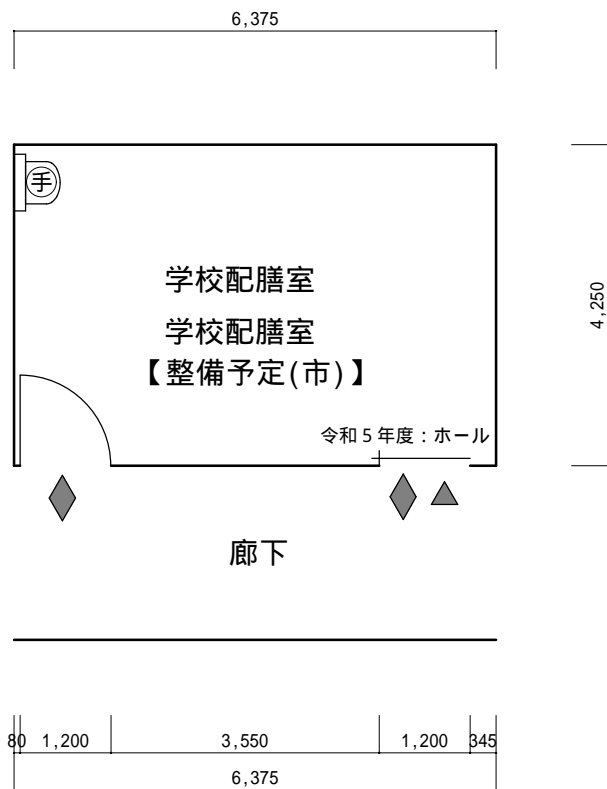 6,375
手
学校配膳室
4,250
学校配膳室
【整備予定(市)】
令和5年度：ホール
廊下
80 1,200 3,550 1,200 345
6,375